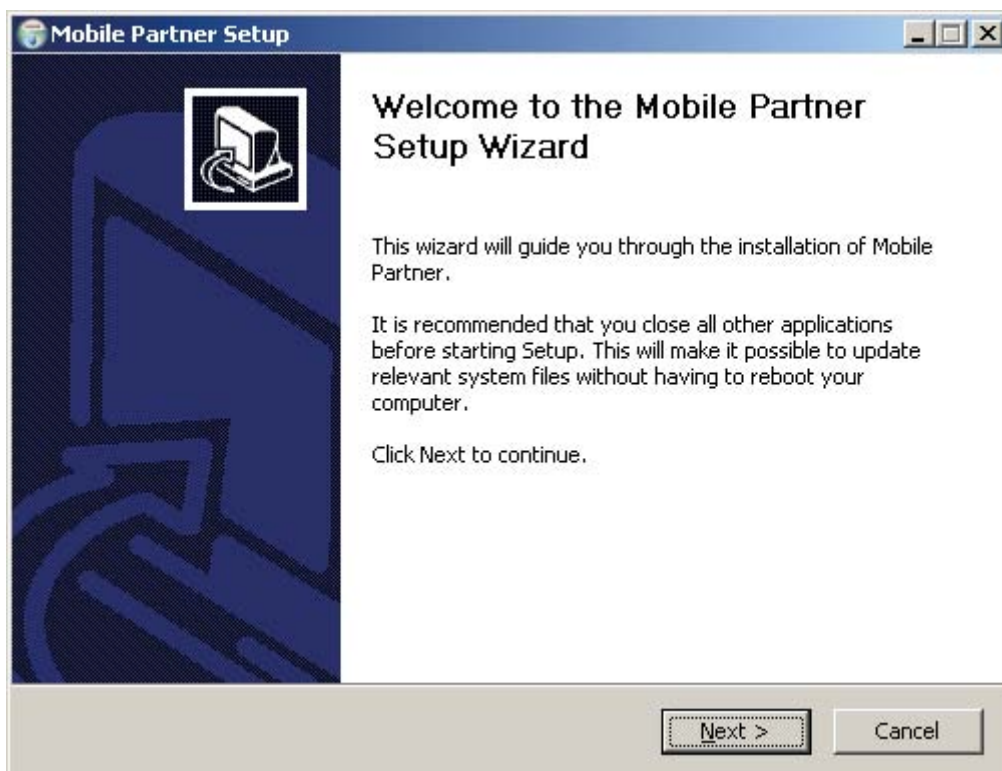 Mobile Partner Setup
Welcome to the Mobile Partner
Setup Wizard
This wizard will guide you through the installation of Mobile
Partner.
It is recommended that you close all other applications
before starting Setup. This will make it possible to update
relevant system files without having to reboot your
computer.
Click Next to continue.
Next >
Cancel